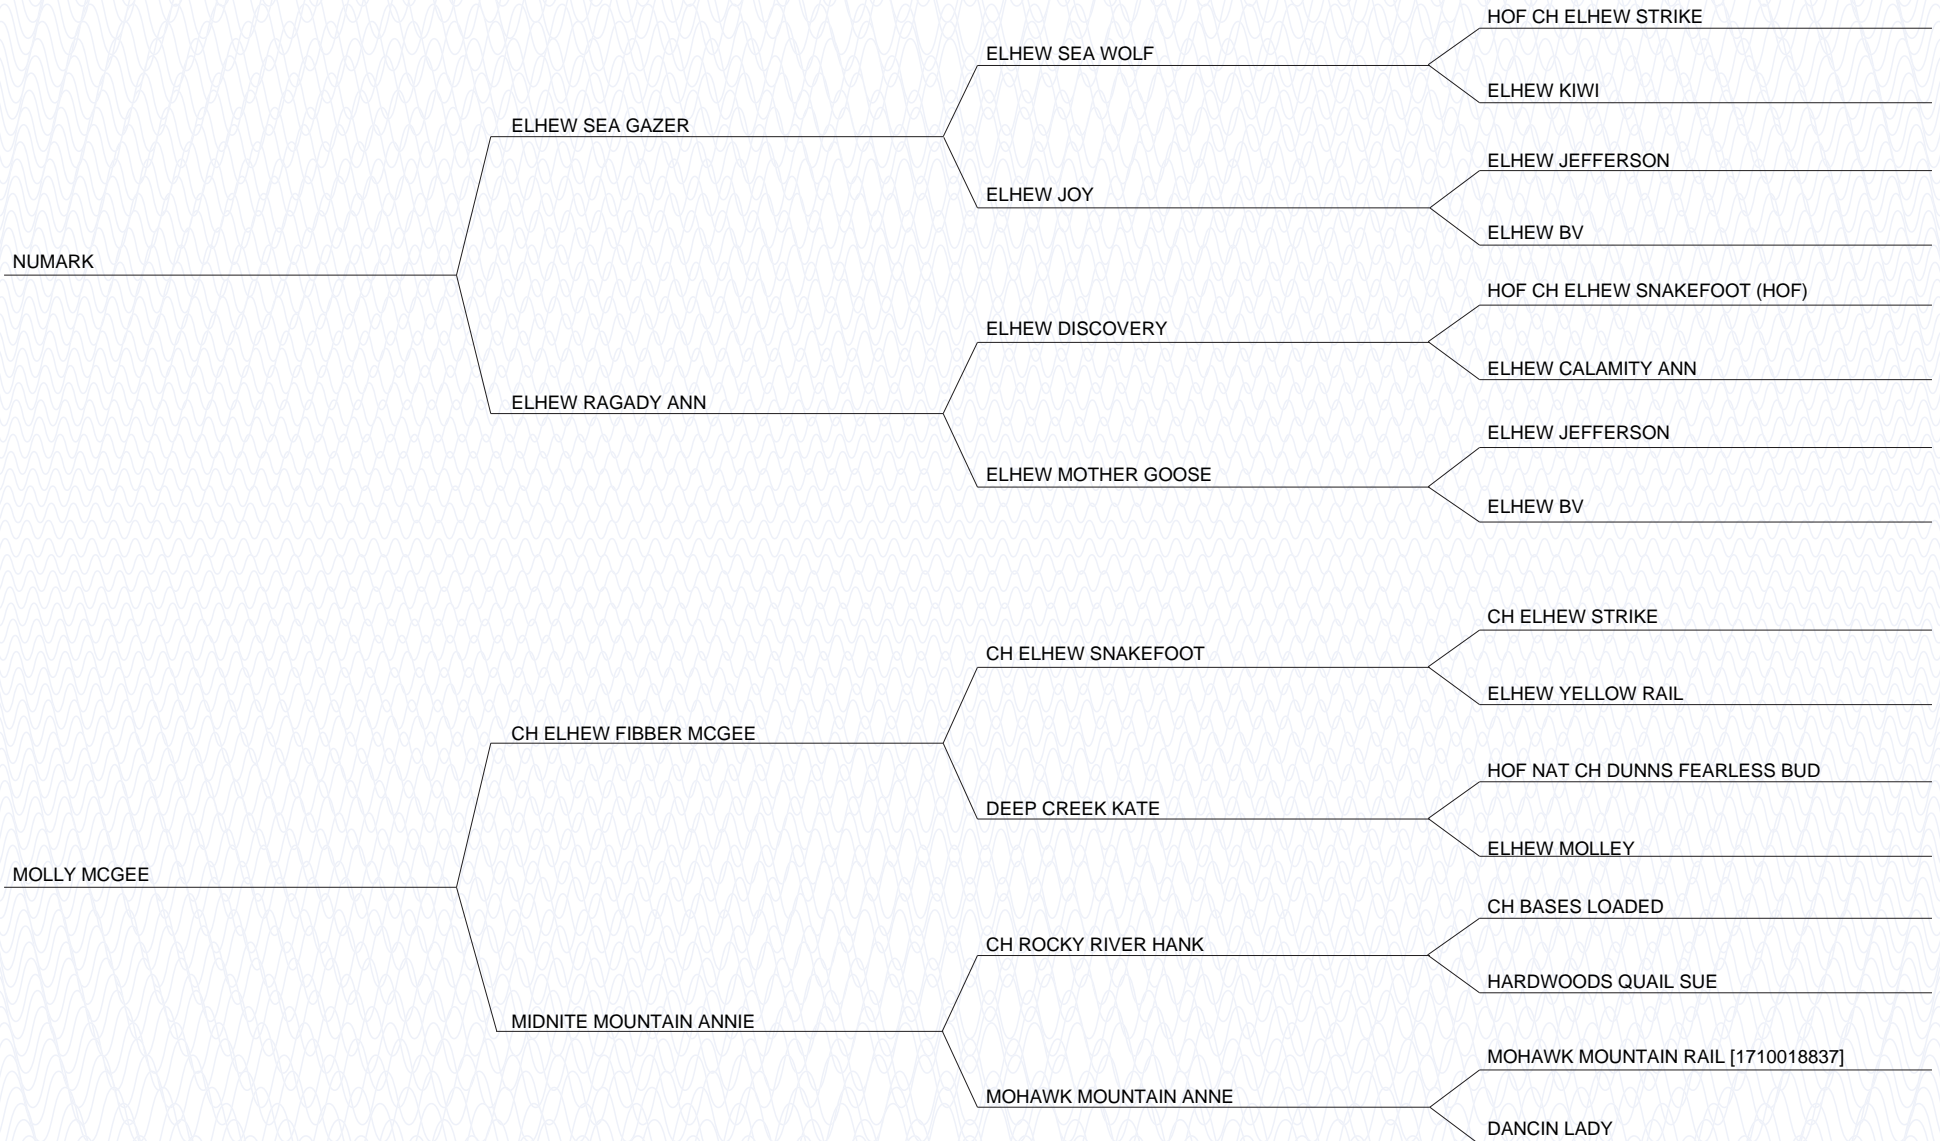 HOF CH ELHEW STRIKE
ELHEW SEA WOLF
ELHEW KIWI
ELHEW SEA GAZER
ELHEW JEFFERSON
ELHEW JOY
ELHEW BV
NUMARK
HOF CH ELHEW SNAKEFOOT (HOF)
ELHEW DISCOVERY
ELHEW CALAMITY ANN
ELHEW RAGADY ANN
ELHEW JEFFERSON
ELHEW MOTHER GOOSE
ELHEW BV
CH ELHEW STRIKE
CH ELHEW SNAKEFOOT
ELHEW YELLOW RAIL
CH ELHEW FIBBER MCGEE
HOF NAT CH DUNNS FEARLESS BUD
DEEP CREEK KATE
ELHEW MOLLEY
MOLLY MCGEE
CH BASES LOADED
CH ROCKY RIVER HANK
HARDWOODS QUAIL SUE
MIDNITE MOUNTAIN ANNIE
MOHAWK MOUNTAIN RAIL [1710018837]
MOHAWK MOUNTAIN ANNE
DANCIN LADY